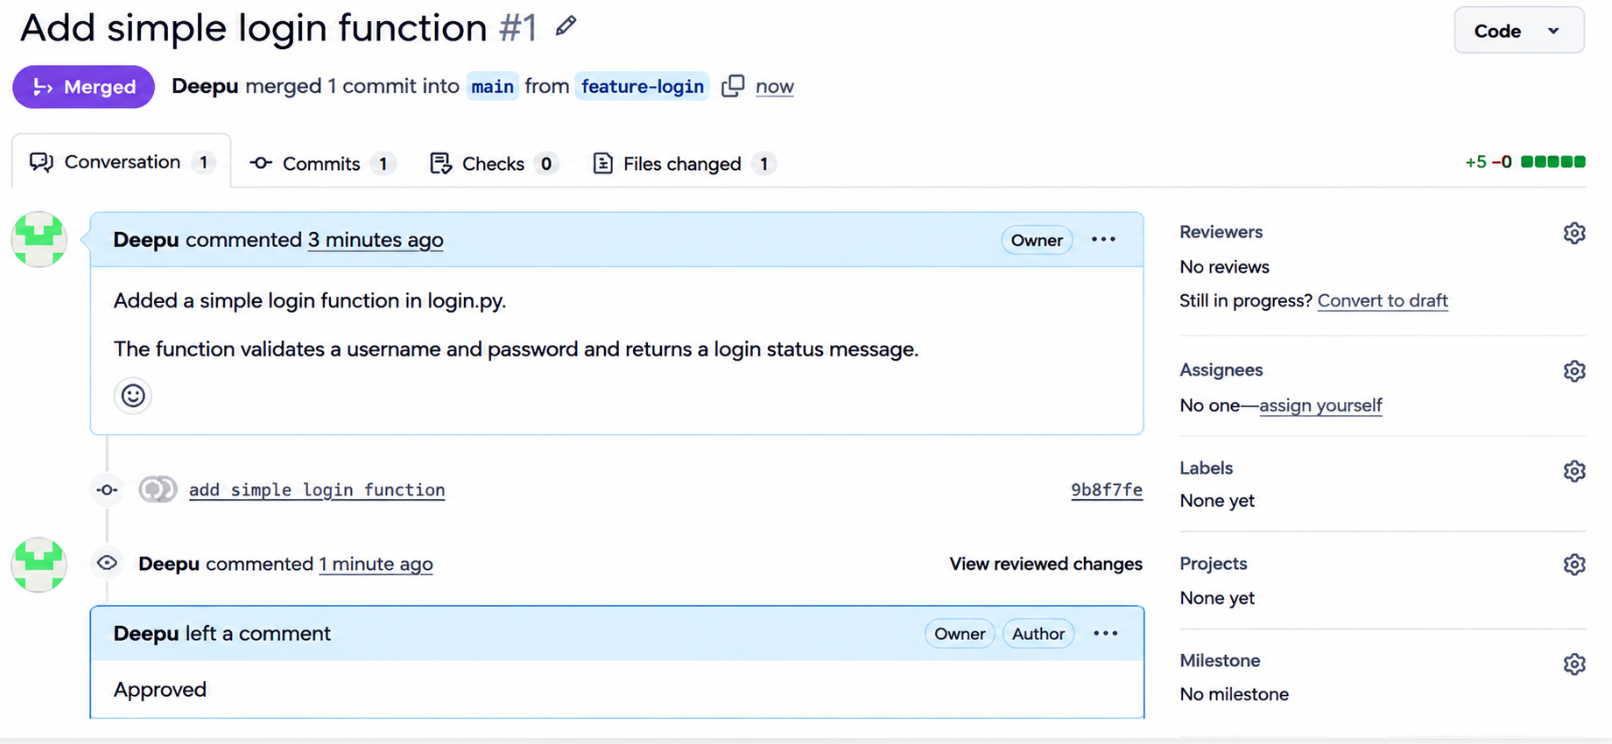 Add simple login function #1
Code
Merged
Deepu merged 1 commit into main from feature-login now
Conversation 1
Commits 1
Checks 0
Files changed 1
+5 −0
Deepu commented 3 minutes ago
Owner
Added a simple login function in login.py.
The function validates a username and password and returns a login status message.
add simple login function
9b8f7fe
Deepu commented 1 minute ago
View reviewed changes
Deepu left a comment
Owner
Author
Approved
Reviewers
No reviews
Still in progress? Convert to draft
Assignees
No one—assign yourself
Labels
None yet
Projects
None yet
Milestone
No milestone